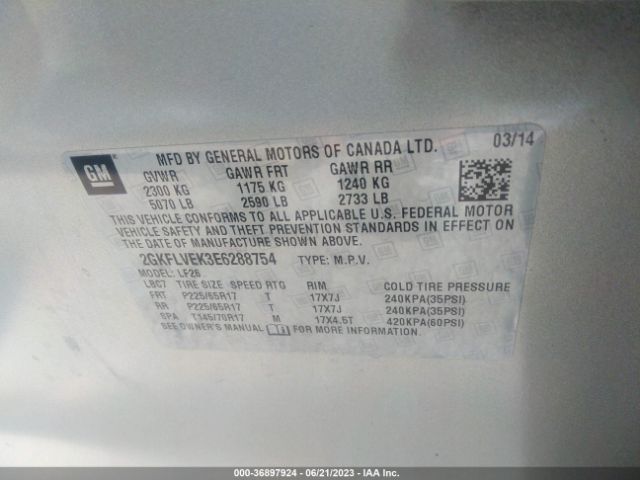 GM
MFD BY GENERAL MOTORS OF CANADA LTD. 03/14
GVWR GAWR FRT GAWR RR
2300 KG 1175 KG 1240 KG
5070 LB 2590 LB 2733 LB
THIS VEHICLE CONFORMS TO ALL APPLICABLE U.S. FEDERAL MOTOR
VEHICLE SAFETY AND THEFT PREVENTION STANDARDS IN EFFECT ON
THE DATE OF MANUFACTURE SHOWN ABOVE.
2GKFLVEK3E6288754 TYPE: M.P.V.
MODEL: LF26
LBC7 TIRE SIZE SPEED RTG RIM COLD TIRE PRESSURE
FRT P225/65R17 T 17X7J 240KPA(35PSI)
RR P225/65R17 T 17X7J 240KPA(35PSI)
SPA T145/70R17 M 17X4.5T 420KPA(60PSI)
SEE OWNER'S MANUAL FOR MORE INFORMATION.
000-36897924 - 06/21/2023 - IAA Inc.